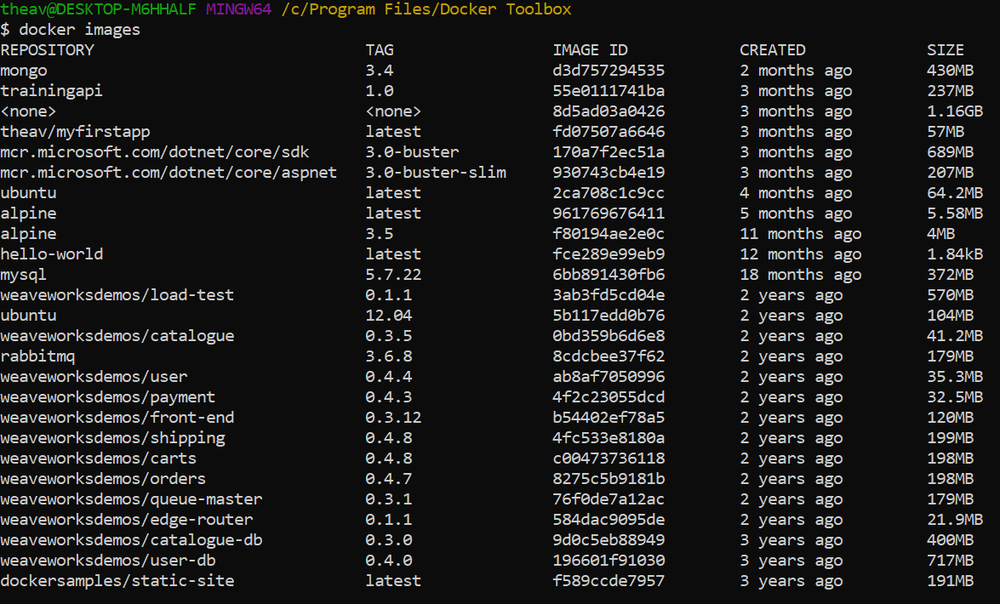 theav@DESKTOP-M6HHALF MINGW64 /c/Program Files/Docker Toolbox
$ docker images
REPOSITORY TAG IMAGE ID CREATED SIZE
mongo 3.4 d3d757294535 2 months ago 430MB
trainingapi 1.0 55e0111741ba 3 months ago 237MB
<none> <none> 8d5ad03a0426 3 months ago 1.16GB
theav/myfirstapp latest fd07507a6646 3 months ago 57MB
mcr.microsoft.com/dotnet/core/sdk 3.0-buster 170a7f2ec51a 3 months ago 689MB
mcr.microsoft.com/dotnet/core/aspnet 3.0-buster-slim 930743cb4e19 3 months ago 207MB
ubuntu latest 2ca708c1c9cc 4 months ago 64.2MB
alpine latest 961769676411 5 months ago 5.58MB
alpine 3.5 f80194ae2e0c 11 months ago 4MB
hello-world latest fce289e99eb9 12 months ago 1.84kB
mysql 5.7.22 6bb891430fb6 18 months ago 372MB
weaveworksdemos/load-test 0.1.1 3ab3fd5cd04e 2 years ago 570MB
ubuntu 12.04 5b117edd0b76 2 years ago 104MB
weaveworksdemos/catalogue 0.3.5 0bd359b6d6e8 2 years ago 41.2MB
rabbitmq 3.6.8 8cdcbee37f62 2 years ago 179MB
weaveworksdemos/user 0.4.4 ab8af7050996 2 years ago 35.3MB
weaveworksdemos/payment 0.4.3 4f2c23055dcd 2 years ago 32.5MB
weaveworksdemos/front-end 0.3.12 b54402ef78a5 2 years ago 120MB
weaveworksdemos/shipping 0.4.8 4fc533e8180a 2 years ago 199MB
weaveworksdemos/carts 0.4.8 c00473736118 2 years ago 198MB
weaveworksdemos/orders 0.4.7 8275c5b9181b 2 years ago 198MB
weaveworksdemos/queue-master 0.3.1 76f0de7a12ac 2 years ago 179MB
weaveworksdemos/edge-router 0.1.1 584dac9095de 2 years ago 21.9MB
weaveworksdemos/catalogue-db 0.3.0 9d0c5eb88949 3 years ago 400MB
weaveworksdemos/user-db 0.4.0 196601f91030 3 years ago 717MB
dockersamples/static-site latest f589ccde7957 3 years ago 191MB